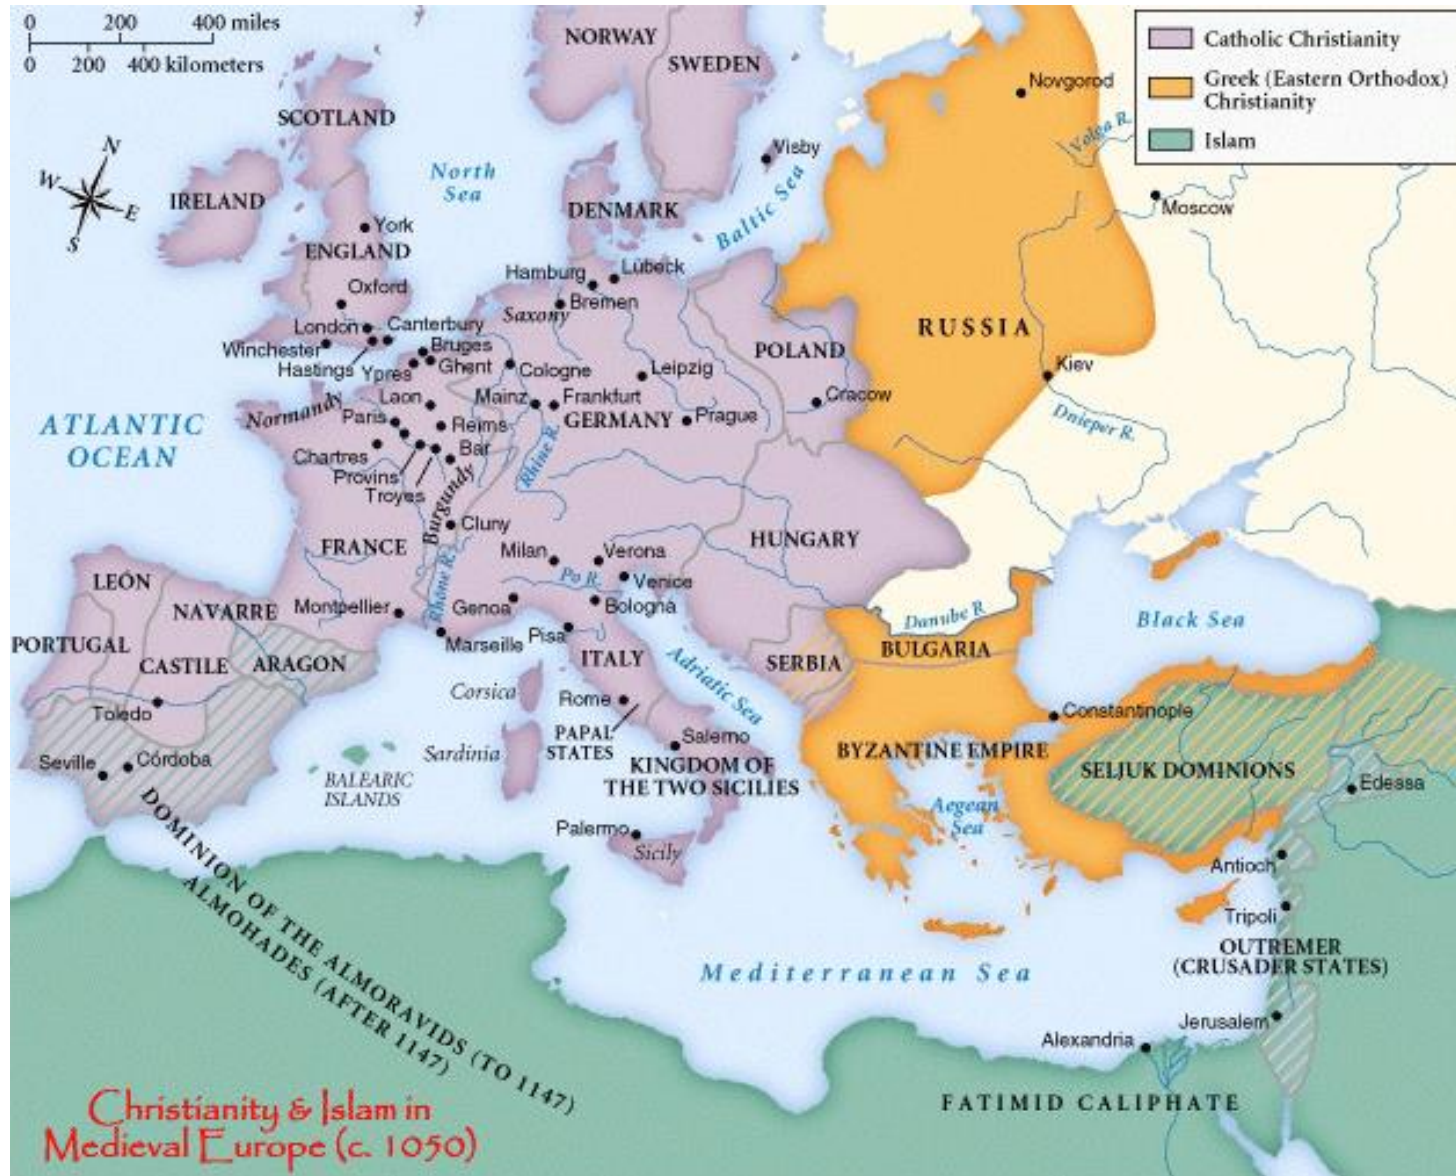 0 200 400 miles
0 200 400 kilometers
Catholic Christianity
Greek (Eastern Orodox)
Christianity
Islam
N
W
E
S
NORWAY
SWEDEN
SCOTLAND
IRELAND
North
Sea
DENMARK
Visby
Baltic Sea
Novgorod
Volga R.
Moscow
York
ENGLAND
Oxford
London
Canterbury
Winchester
Hastings
Bruges
Ypres
Ghent
Hamburg
Lübeck
Bremen
Saxony
Cologne
Leipzig
POLAND
RUSSIA
Kiev
Cracow
Dnieper R.
ATLANTIC
OCEAN
Normandy
Laon
Paris
Reims
Chartres
Provins
Troyes
Bar
Burgundy
Mainz
Frankfurt
GERMANY
Prague
Rhine R.
Cluny
FRANCE
Milan
Verona
Venice
Po R.
HUNGARY
Rhône R.
Montpellier
Genoa
Bologna
Marseille
Pisa
LEÓN
NAVARRE
PORTUGAL
CASTILE
ARAGON
Toledo
Seville
Córdoba
Corsica
Sardinia
ITALY
Adriatic Sea
Rome
PAPAL
STATES
Salerno
KINGDOM OF
THE TWO SICILIES
SERBIA
Danube R
BULGARIA
Black Sea
Constantinople
BYZANTINE EMPIRE
SELJUK DOMINIONS
Edessa
BALEARIC
ISLANDS
Palermo
Sicily
Aegean
Sea
Antioch
Tripoli
OUTREMER
(CRUSADER STATES)
Mediterranean Sea
Jerusalem
Alexandria
FATIMID CALIPHATE
DOMINION OF THE ALMORAVIDS (TO 1147)
ALMOHADES (AFTER 1147)
Christianity & Islam in
Medieval Europe (c. 1050)